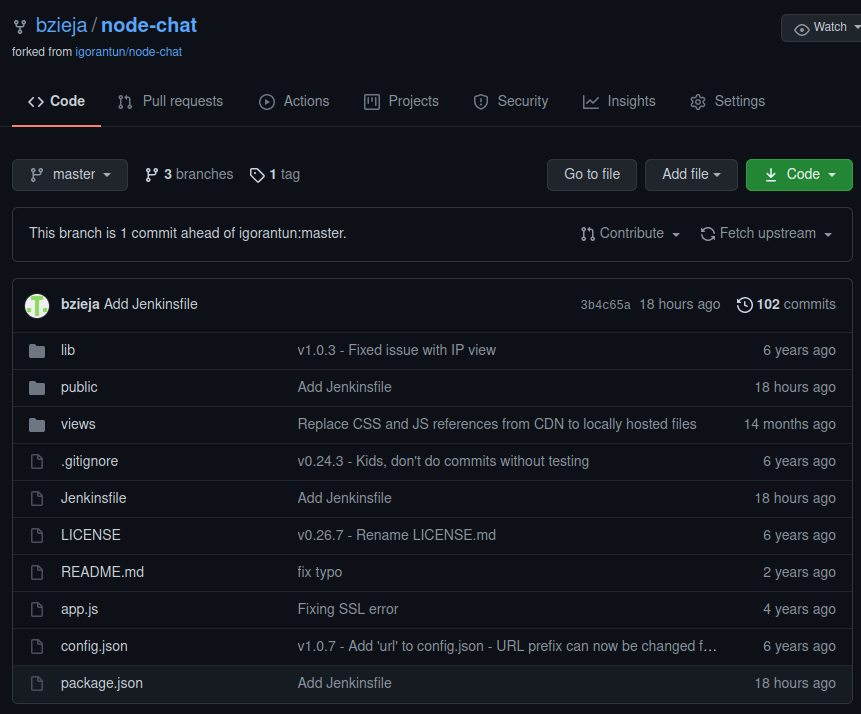 bzieja / node-chat
Watch
forked from igorantun/node-chat
Code Pull requests Actions Projects Security Insights Settings
master 3 branches 1 tag Go to file Add file Code
This branch is 1 commit ahead of igorantun:master. Contribute Fetch upstream
bzieja Add Jenkinsfile 3b4c65a 18 hours ago 102 commits
lib v1.0.3 - Fixed issue with IP view 6 years ago
public Add Jenkinsfile 18 hours ago
views Replace CSS and JS references from CDN to locally hosted files 14 months ago
.gitignore v0.24.3 - Kids, don't do commits without testing 6 years ago
Jenkinsfile Add Jenkinsfile 18 hours ago
LICENSE v0.26.7 - Rename LICENSE.md 6 years ago
README.md fix typo 2 years ago
app.js Fixing SSL error 4 years ago
config.json v1.0.7 - Add 'url' to config.json - URL prefix can now be changed f… 6 years ago
package.json Add Jenkinsfile 18 hours ago